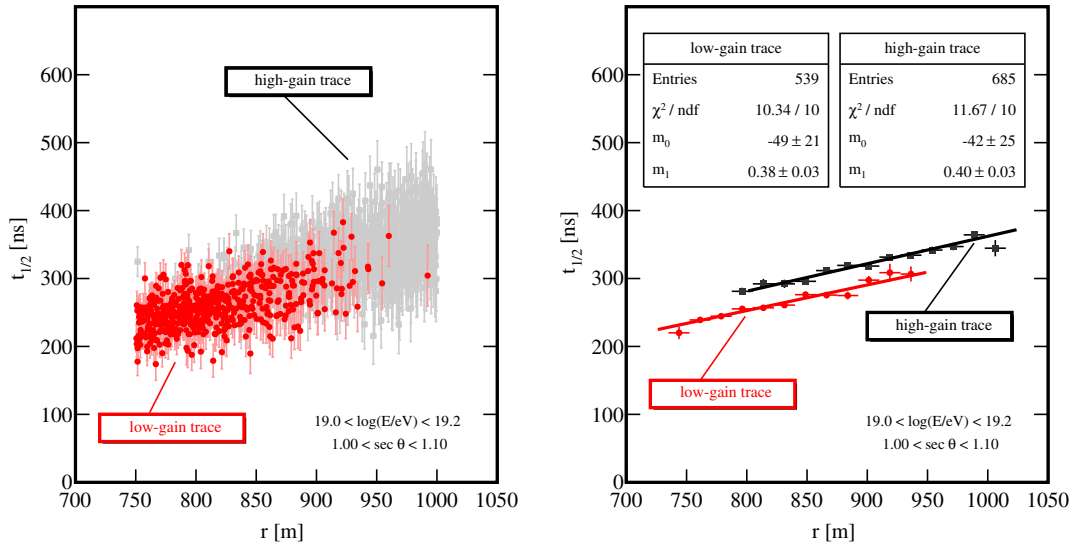 600
500
400
300
200
100
0
t1/2 [ns]
high-gain trace
low-gain trace
19.0 < log(E/eV) < 19.2
1.00 < sec θ < 1.10
700 750 800 850 900 950 1000 1050
r [m]
600
500
400
300
200
100
0
t1/2 [ns]
low-gain trace
Entries 539
χ² / ndf 10.34 / 10
m0 -49 ± 21
m1 0.38 ± 0.03
high-gain trace
Entries 685
χ² / ndf 11.67 / 10
m0 -42 ± 25
m1 0.40 ± 0.03
high-gain trace
low-gain trace
19.0 < log(E/eV) < 19.2
1.00 < sec θ < 1.10
700 750 800 850 900 950 1000 1050
r [m]